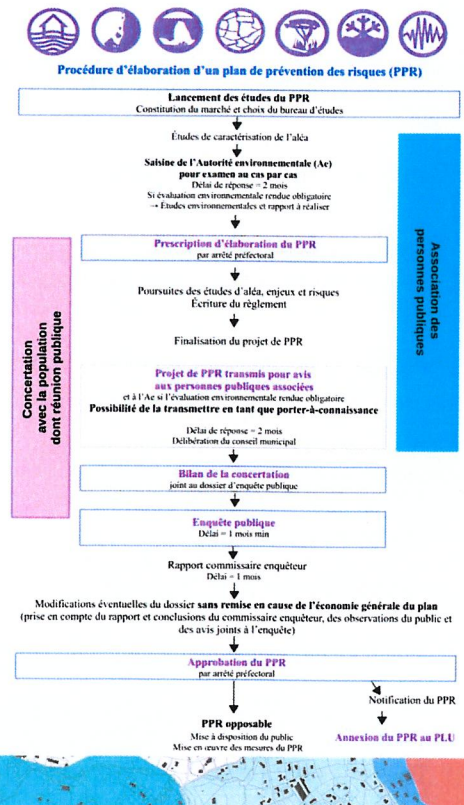 Procédure d'élaboration d'un plan de prévention des risques (PPR)
Lancement des études du PPR
Constitution du marché et choix du bureau d'études
Études de caractérisation de l'aléa
Saisine de l'Autorité environnementale (Ae)
pour examen au cas par cas
Délai de réponse = 2 mois
Si évaluation environnementale rendue obligatoire
→ Études environnementales et rapport à réaliser
Association des
personnes publiques
Concertation
avec la population
dont réunion publique
Prescription d'élaboration du PPR
par arrêté préfectoral
Poursuites des études d'aléa, enjeux et risques
Écriture du règlement
Finalisation du projet de PPR
Projet de PPR transmis pour avis
aux personnes publiques associées
et à l'Ae si l'évaluation environnementale rendue obligatoire
Possibilité de la transmettre en tant que porter-à-connaissance
Délai de réponse = 2 mois
Délibération du conseil municipal
Bilan de la concertation
joint au dossier d'enquête publique
Enquête publique
Délai = 1 mois min
Rapport commissaire enquêteur
Délai = 1 mois
Modifications éventuelles du dossier sans remise en cause de l'économie générale du plan
(prise en compte du rapport et conclusions du commissaire enquêteur, des observations du public et
des avis joints à l'enquête)
Approbation du PPR
par arrêté préfectoral
Notification du PPR
PPR opposable
Mise à disposition du public
Mise en œuvre des mesures du PPR
Annexion du PPR au PLU